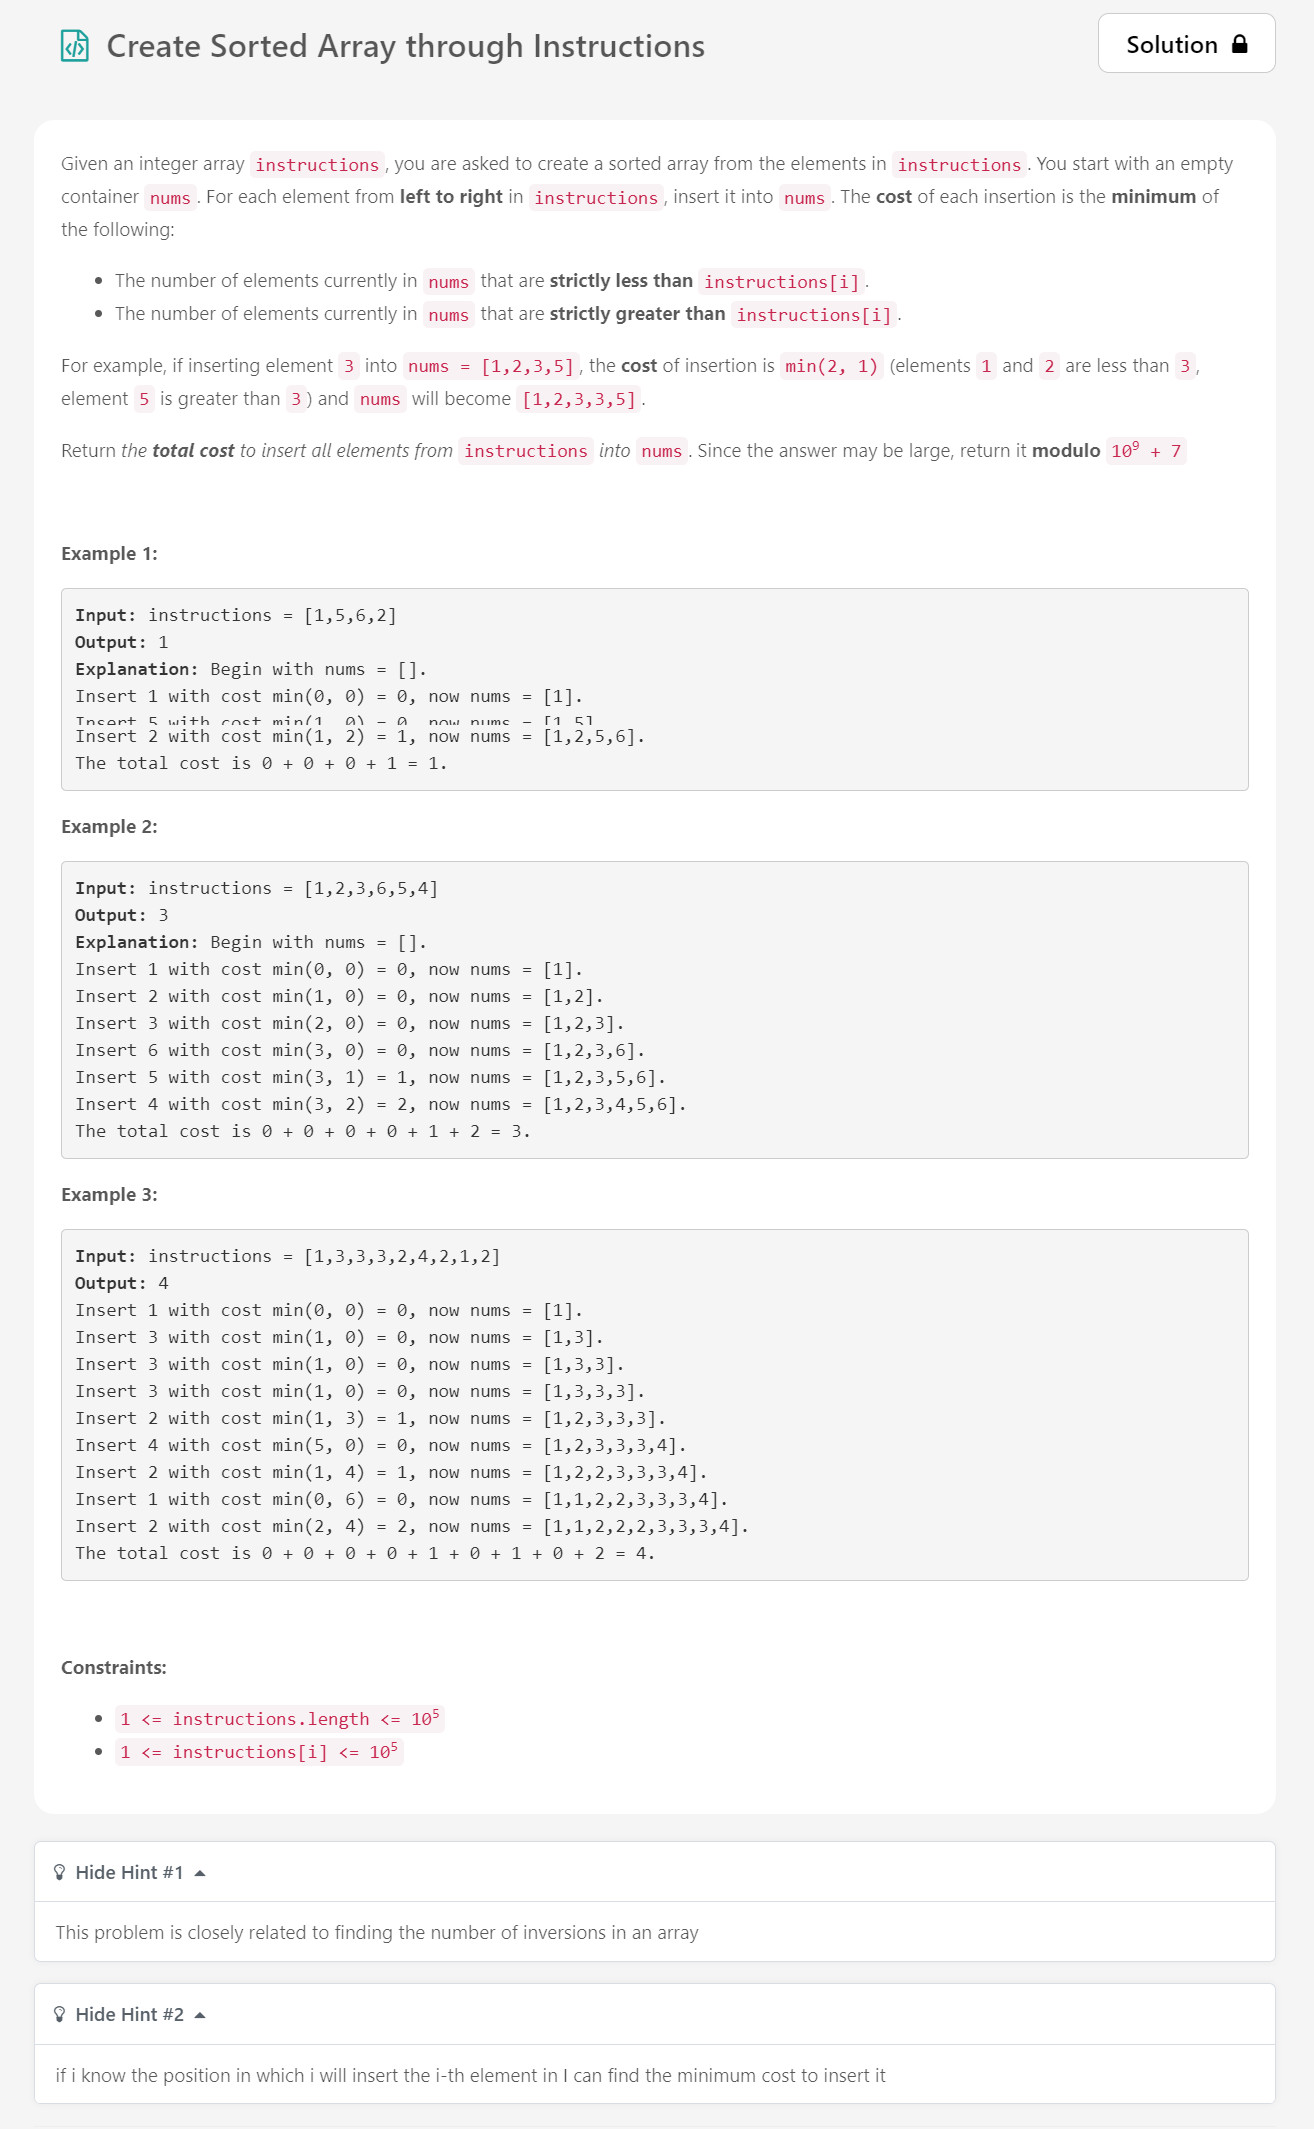 Create Sorted Array through Instructions
Solution
Given an integer array instructions, you are asked to create a sorted array from the elements in instructions. You start with an empty
container nums. For each element from left to right in instructions, insert it into nums. The cost of each insertion is the minimum of
the following:
• The number of elements currently in nums that are strictly less than instructions[i].
• The number of elements currently in nums that are strictly greater than instructions[i].
For example, if inserting element 3 into nums = [1,2,3,5], the cost of insertion is min(2, 1) (elements 1 and 2 are less than 3,
element 5 is greater than 3) and nums will become [1,2,3,3,5].
Return the total cost to insert all elements from instructions into nums. Since the answer may be large, return it modulo 10⁹ + 7
Example 1:
Input: instructions = [1,5,6,2]
Output: 1
Explanation: Begin with nums = [].
Insert 1 with cost min(0, 0) = 0, now nums = [1].
Insert 5 with cost min(1, 0) = 0, now nums = [1,5]
Insert 2 with cost min(1, 2) = 1, now nums = [1,2,5,6].
The total cost is 0 + 0 + 0 + 1 = 1.
Example 2:
Input: instructions = [1,2,3,6,5,4]
Output: 3
Explanation: Begin with nums = [].
Insert 1 with cost min(0, 0) = 0, now nums = [1].
Insert 2 with cost min(1, 0) = 0, now nums = [1,2].
Insert 3 with cost min(2, 0) = 0, now nums = [1,2,3].
Insert 6 with cost min(3, 0) = 0, now nums = [1,2,3,6].
Insert 5 with cost min(3, 1) = 1, now nums = [1,2,3,5,6].
Insert 4 with cost min(3, 2) = 2, now nums = [1,2,3,4,5,6].
The total cost is 0 + 0 + 0 + 0 + 1 + 2 = 3.
Example 3:
Input: instructions = [1,3,3,3,2,4,2,1,2]
Output: 4
Insert 1 with cost min(0, 0) = 0, now nums = [1].
Insert 3 with cost min(1, 0) = 0, now nums = [1,3].
Insert 3 with cost min(1, 0) = 0, now nums = [1,3,3].
Insert 3 with cost min(1, 0) = 0, now nums = [1,3,3,3].
Insert 2 with cost min(1, 3) = 1, now nums = [1,2,3,3,3].
Insert 4 with cost min(5, 0) = 0, now nums = [1,2,3,3,3,4].
Insert 2 with cost min(1, 4) = 1, now nums = [1,2,2,3,3,3,4].
Insert 1 with cost min(0, 6) = 0, now nums = [1,1,2,2,3,3,3,4].
Insert 2 with cost min(2, 4) = 2, now nums = [1,1,2,2,2,3,3,3,4].
The total cost is 0 + 0 + 0 + 0 + 1 + 0 + 1 + 0 + 2 = 4.
Constraints:
• 1 <= instructions.length <= 10⁵
• 1 <= instructions[i] <= 10⁵
Hide Hint #1
This problem is closely related to finding the number of inversions in an array
Hide Hint #2
if i know the position in which i will insert the i-th element in I can find the minimum cost to insert it